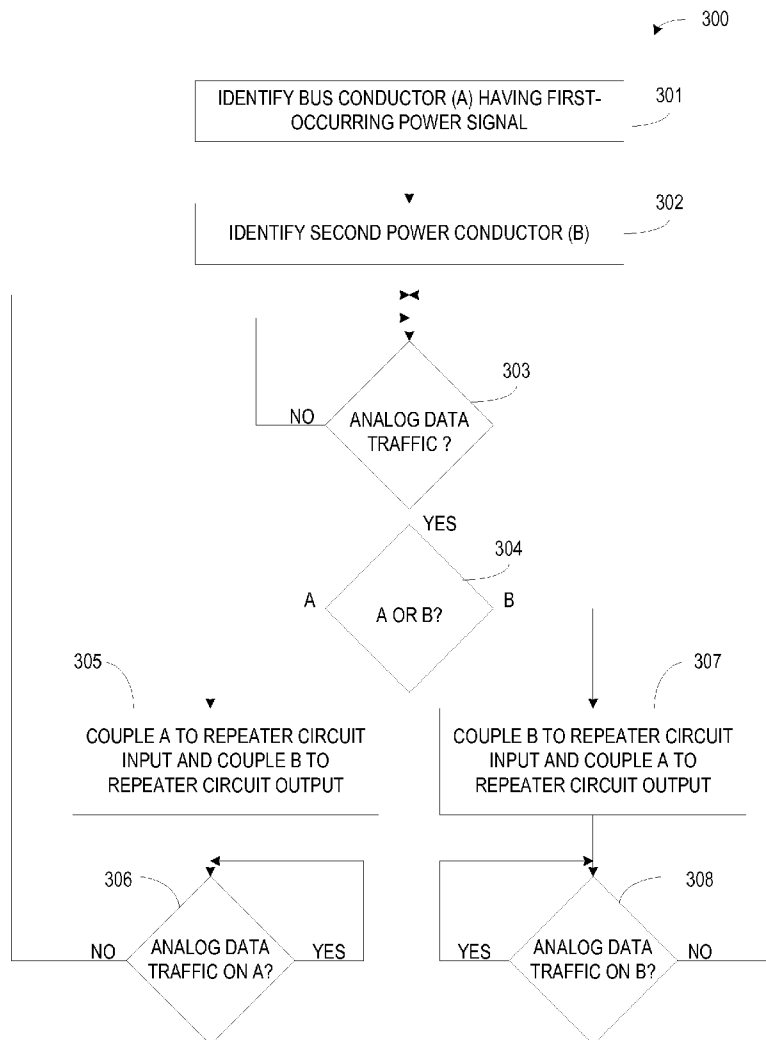 300
IDENTIFY BUS CONDUCTOR (A) HAVING FIRST-
OCCURRING POWER SIGNAL
301
302
IDENTIFY SECOND POWER CONDUCTOR (B)
303
NO
ANALOG DATA
TRAFFIC ?
YES
304
A
A OR B?
B
305
307
COUPLE A TO REPEATER CIRCUIT
INPUT AND COUPLE B TO
REPEATER CIRCUIT OUTPUT
COUPLE B TO REPEATER CIRCUIT
INPUT AND COUPLE A TO
REPEATER CIRCUIT OUTPUT
306
308
NO
ANALOG DATA
TRAFFIC ON A?
YES
YES
ANALOG DATA
TRAFFIC ON B?
NO